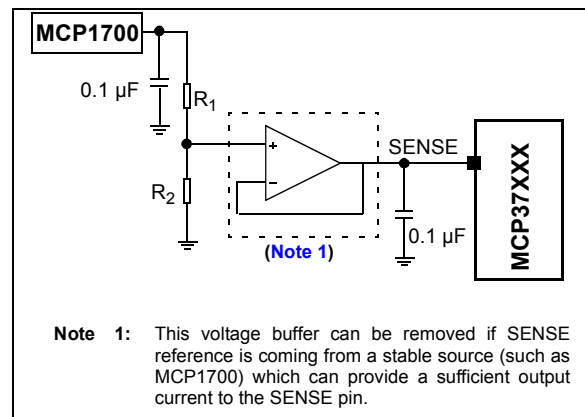 MCP1700
0.1 µF
R1
R2
+
–
SENSE
0.1 µF
MCP37XXX
(Note 1)
Note 1: This voltage buffer can be removed if SENSE
reference is coming from a stable source (such as
MCP1700) which can provide a sufficient output
current to the SENSE pin.